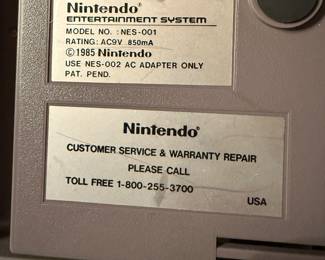 Nintendo®
ENTERTAINMENT SYSTEM
MODEL NO. :NES-001
RATING: AC9V 850mA
©1985 Nintendo
USE NES-002 AC ADAPTER ONLY
PAT. PEND.
Nintendo®
CUSTOMER SERVICE & WARRANTY REPAIR
PLEASE CALL
TOLL FREE 1-800-255-3700
USA